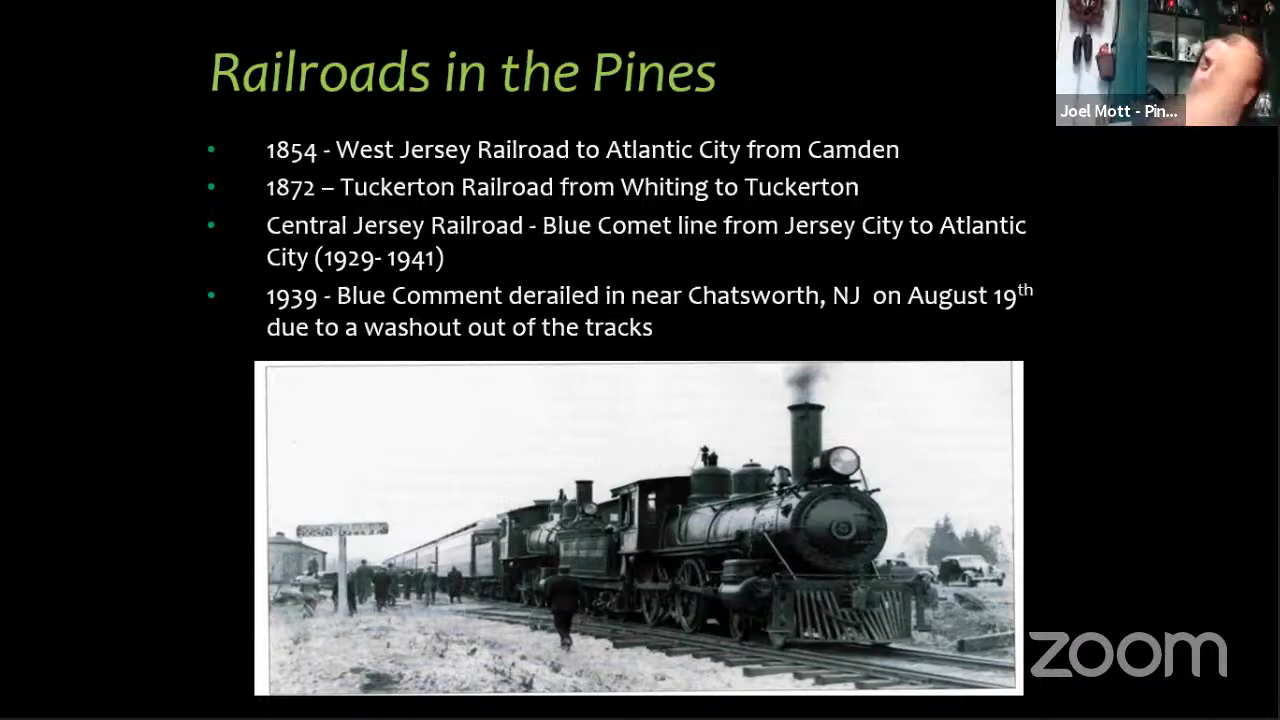 Railroads in the Pines
Joel Mott - Pin...
• 1854 - West Jersey Railroad to Atlantic City from Camden
• 1872 – Tuckerton Railroad from Whiting to Tuckerton
• Central Jersey Railroad - Blue Comet line from Jersey City to Atlantic
City (1929- 1941)
• 1939 - Blue Comment derailed in near Chatsworth, NJ on August 19th
due to a washout out of the tracks
zoom